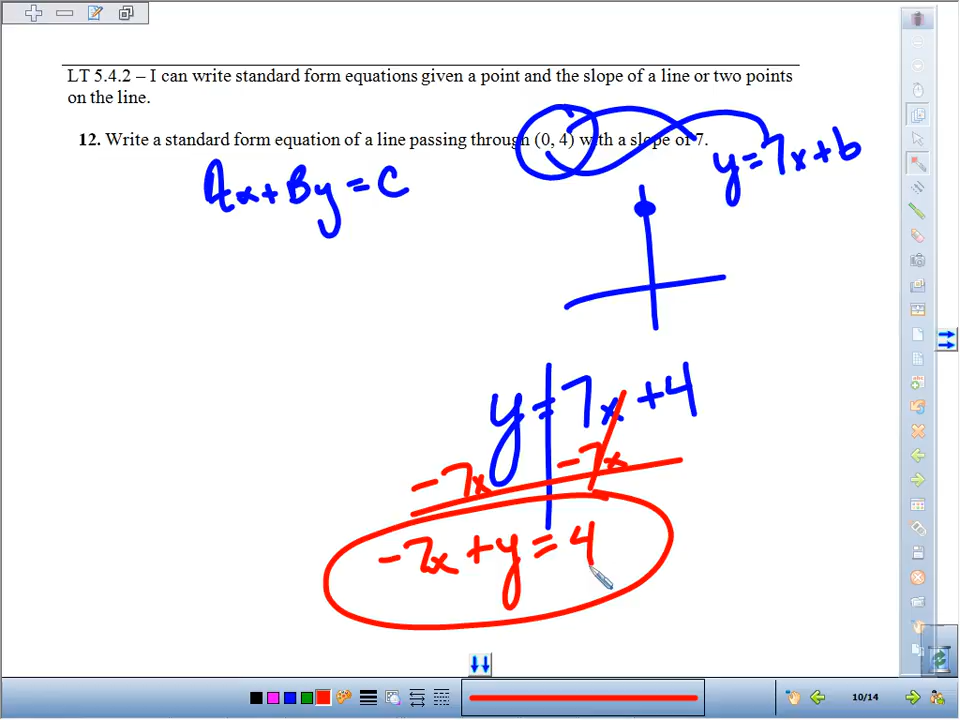 LT 5.4.2 – I can write standard form equations given a point and the slope of a line or two points
on the line.
12. Write a standard form equation of a line passing through (0, 4) with a slope of 7.
y=7x+b
Ax+By=C
y=7x+4
-7x -7x
-7x+y=4
10/14